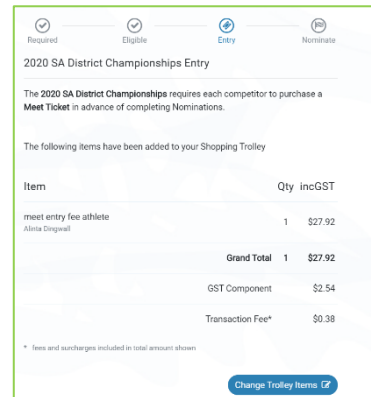 Required Eligible Entry Nominate
2020 SA District Championships Entry
The 2020 SA District Championships requires each competitor to purchase a
Meet Ticket in advance of completing Nominations.
The following items have been added to your Shopping Trolley
Item Qty incGST
meet entry fee athlete
Alinta Dingwall
1 $27.92
Grand Total 1 $27.92
GST Component $2.54
Transaction Fee* $0.38
* fees and surcharges included in total amount shown
Change Trolley Items